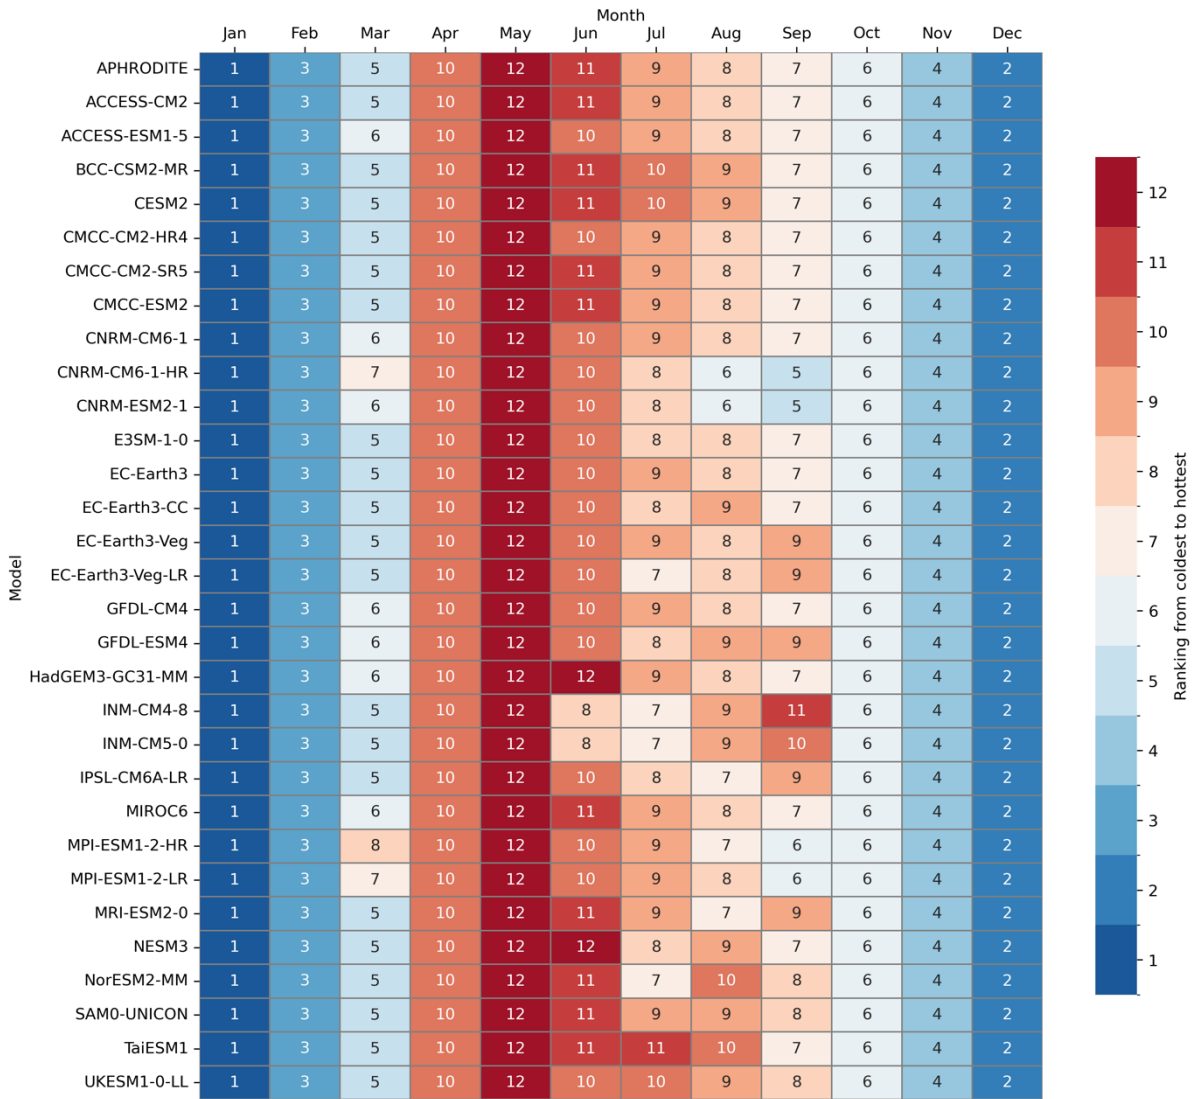 Month
Jan Feb Mar Apr May Jun Jul Aug Sep Oct Nov Dec
APHRODITE 1 3 5 10 12 11 9 8 7 6 4 2
ACCESS-CM2 1 3 5 10 12 11 9 8 7 6 4 2
ACCESS-ESM1-5 1 3 6 10 12 10 9 8 7 6 4 2
BCC-CSM2-MR 1 3 5 10 12 11 10 9 7 6 4 2
CESM2 1 3 5 10 12 11 10 9 7 6 4 2
CMCC-CM2-HR4 1 3 5 10 12 10 9 8 7 6 4 2
CMCC-CM2-SR5 1 3 5 10 12 11 9 8 7 6 4 2
CMCC-ESM2 1 3 5 10 12 11 9 8 7 6 4 2
CNRM-CM6-1 1 3 6 10 12 10 9 8 7 6 4 2
CNRM-CM6-1-HR 1 3 7 10 12 10 8 6 5 6 4 2
CNRM-ESM2-1 1 3 6 10 12 10 8 6 5 6 4 2
E3SM-1-0 1 3 5 10 12 10 8 8 7 6 4 2
EC-Earth3 1 3 5 10 12 10 9 8 7 6 4 2
EC-Earth3-CC 1 3 5 10 12 10 8 9 7 6 4 2
EC-Earth3-Veg 1 3 5 10 12 10 9 8 9 6 4 2
EC-Earth3-Veg-LR 1 3 5 10 12 10 7 8 9 6 4 2
GFDL-CM4 1 3 6 10 12 10 9 8 7 6 4 2
GFDL-ESM4 1 3 6 10 12 10 8 9 9 6 4 2
HadGEM3-GC31-MM 1 3 6 10 12 12 9 8 7 6 4 2
INM-CM4-8 1 3 5 10 12 8 7 9 11 6 4 2
INM-CM5-0 1 3 5 10 12 8 7 9 10 6 4 2
IPSL-CM6A-LR 1 3 5 10 12 10 8 7 9 6 4 2
MIROC6 1 3 6 10 12 11 9 8 7 6 4 2
MPI-ESM1-2-HR 1 3 8 10 12 10 9 7 6 6 4 2
MPI-ESM1-2-LR 1 3 7 10 12 10 9 8 6 6 4 2
MRI-ESM2-0 1 3 5 10 12 11 9 7 9 6 4 2
NESM3 1 3 5 10 12 12 8 9 7 6 4 2
NorESM2-MM 1 3 5 10 12 11 7 10 8 6 4 2
SAM0-UNICON 1 3 5 10 12 11 9 9 8 6 4 2
TaiESM1 1 3 5 10 12 11 11 10 7 6 4 2
UKESM1-0-LL 1 3 5 10 12 10 10 9 8 6 4 2
Model
12
11
10
9
8
7
6
5
4
3
2
1
Ranking from coldest to hottest